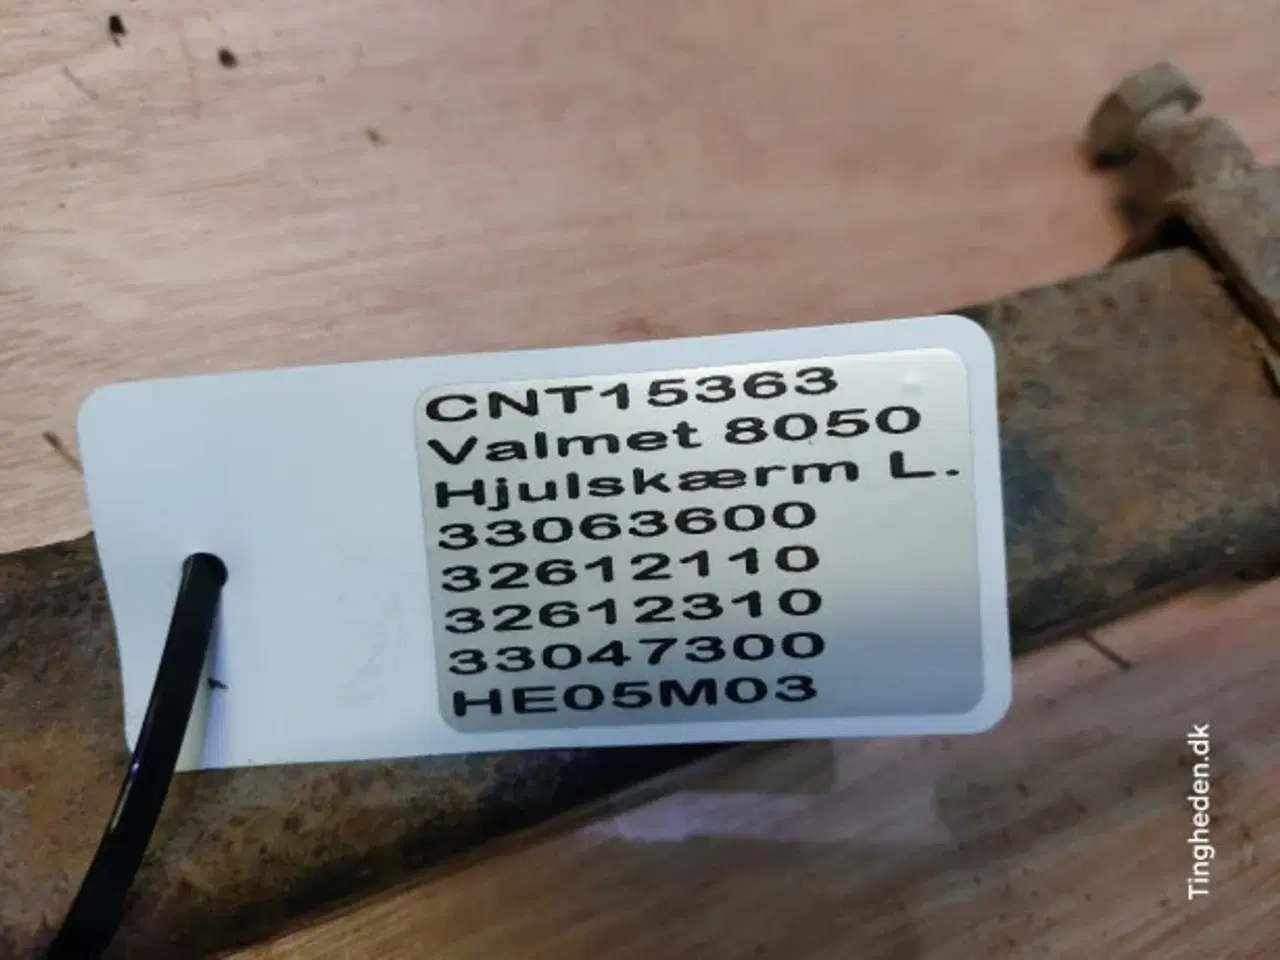 CNT15363
Valmet 8050
Hjulskærm L.
33063600
32612110
32612310
33047300
HE05M03
Tingheden.dk